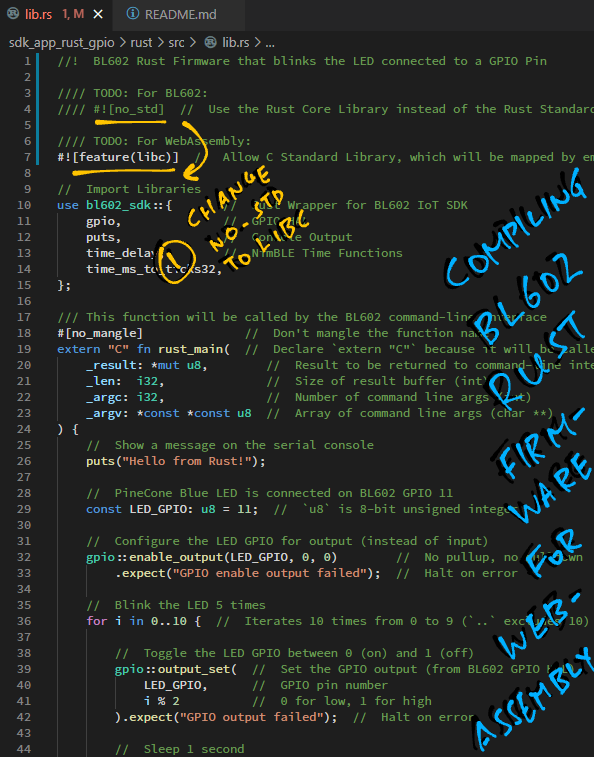 lib.rs 1, M × README.md
sdk_app_rust_gpio > rust > src > lib.rs > ...
1 //! BL602 Rust Firmware that blinks the LED connected to a GPIO Pin
2
3 //// TODO: For BL602:
4 //// #![no_std] // Use the Rust Core Library instead of the Rust Standar
5
6 //// TODO: For WebAssembly:
7 #![feature(libc)] // Allow C Standard Library, which will be mapped by em
8
9 // Import Libraries
10 use bl602_sdk::{ // Rust Wrapper for BL602 IoT SDK
11 gpio, // GPIO HAL
12 puts, // Console Output
13 time_delay, // NimBLE Time Functions
14 time_ms_to_ticks32,
15 };
16
17 /// This function will be called by the BL602 command-line interface
18 #[no_mangle] // Don't mangle the function name
19 extern "C" fn rust_main( // Declare `extern "C"` because it will be calle
20 _result: *mut u8, // Result to be returned to command-line inte
21 _len: i32, // Size of result buffer (int)
22 _argc: i32, // Number of command line args (int)
23 _argv: *const *const u8 // Array of command line args (char **)
24 ) {
25 // Show a message on the serial console
26 puts("Hello from Rust!");
27
28 // PineCone Blue LED is connected on BL602 GPIO 11
29 const LED_GPIO: u8 = 11; // `u8` is 8-bit unsigned integer
30
31 // Configure the LED GPIO for output (instead of input)
32 gpio::enable_output(LED_GPIO, 0, 0) // No pullup, no pulldown
33 .expect("GPIO enable output failed"); // Halt on error
34
35 // Blink the LED 5 times
36 for i in 0..10 { // Iterates 10 times from 0 to 9 (`..` excludes 10)
37
38 // Toggle the LED GPIO between 0 (on) and 1 (off)
39 gpio::output_set( // Set the GPIO output (from BL602 GPIO HAL)
40 LED_GPIO, // GPIO pin number
41 i % 2 // 0 for low, 1 for high
42 ).expect("GPIO output failed"); // Halt on error
43
44 // Sleep 1 second
1
CHANGE
NO-STD
TO LIBC
COMPILING
BL602
RUST
FIRM-
WARE
FOR
WEB-
ASSEMBLY